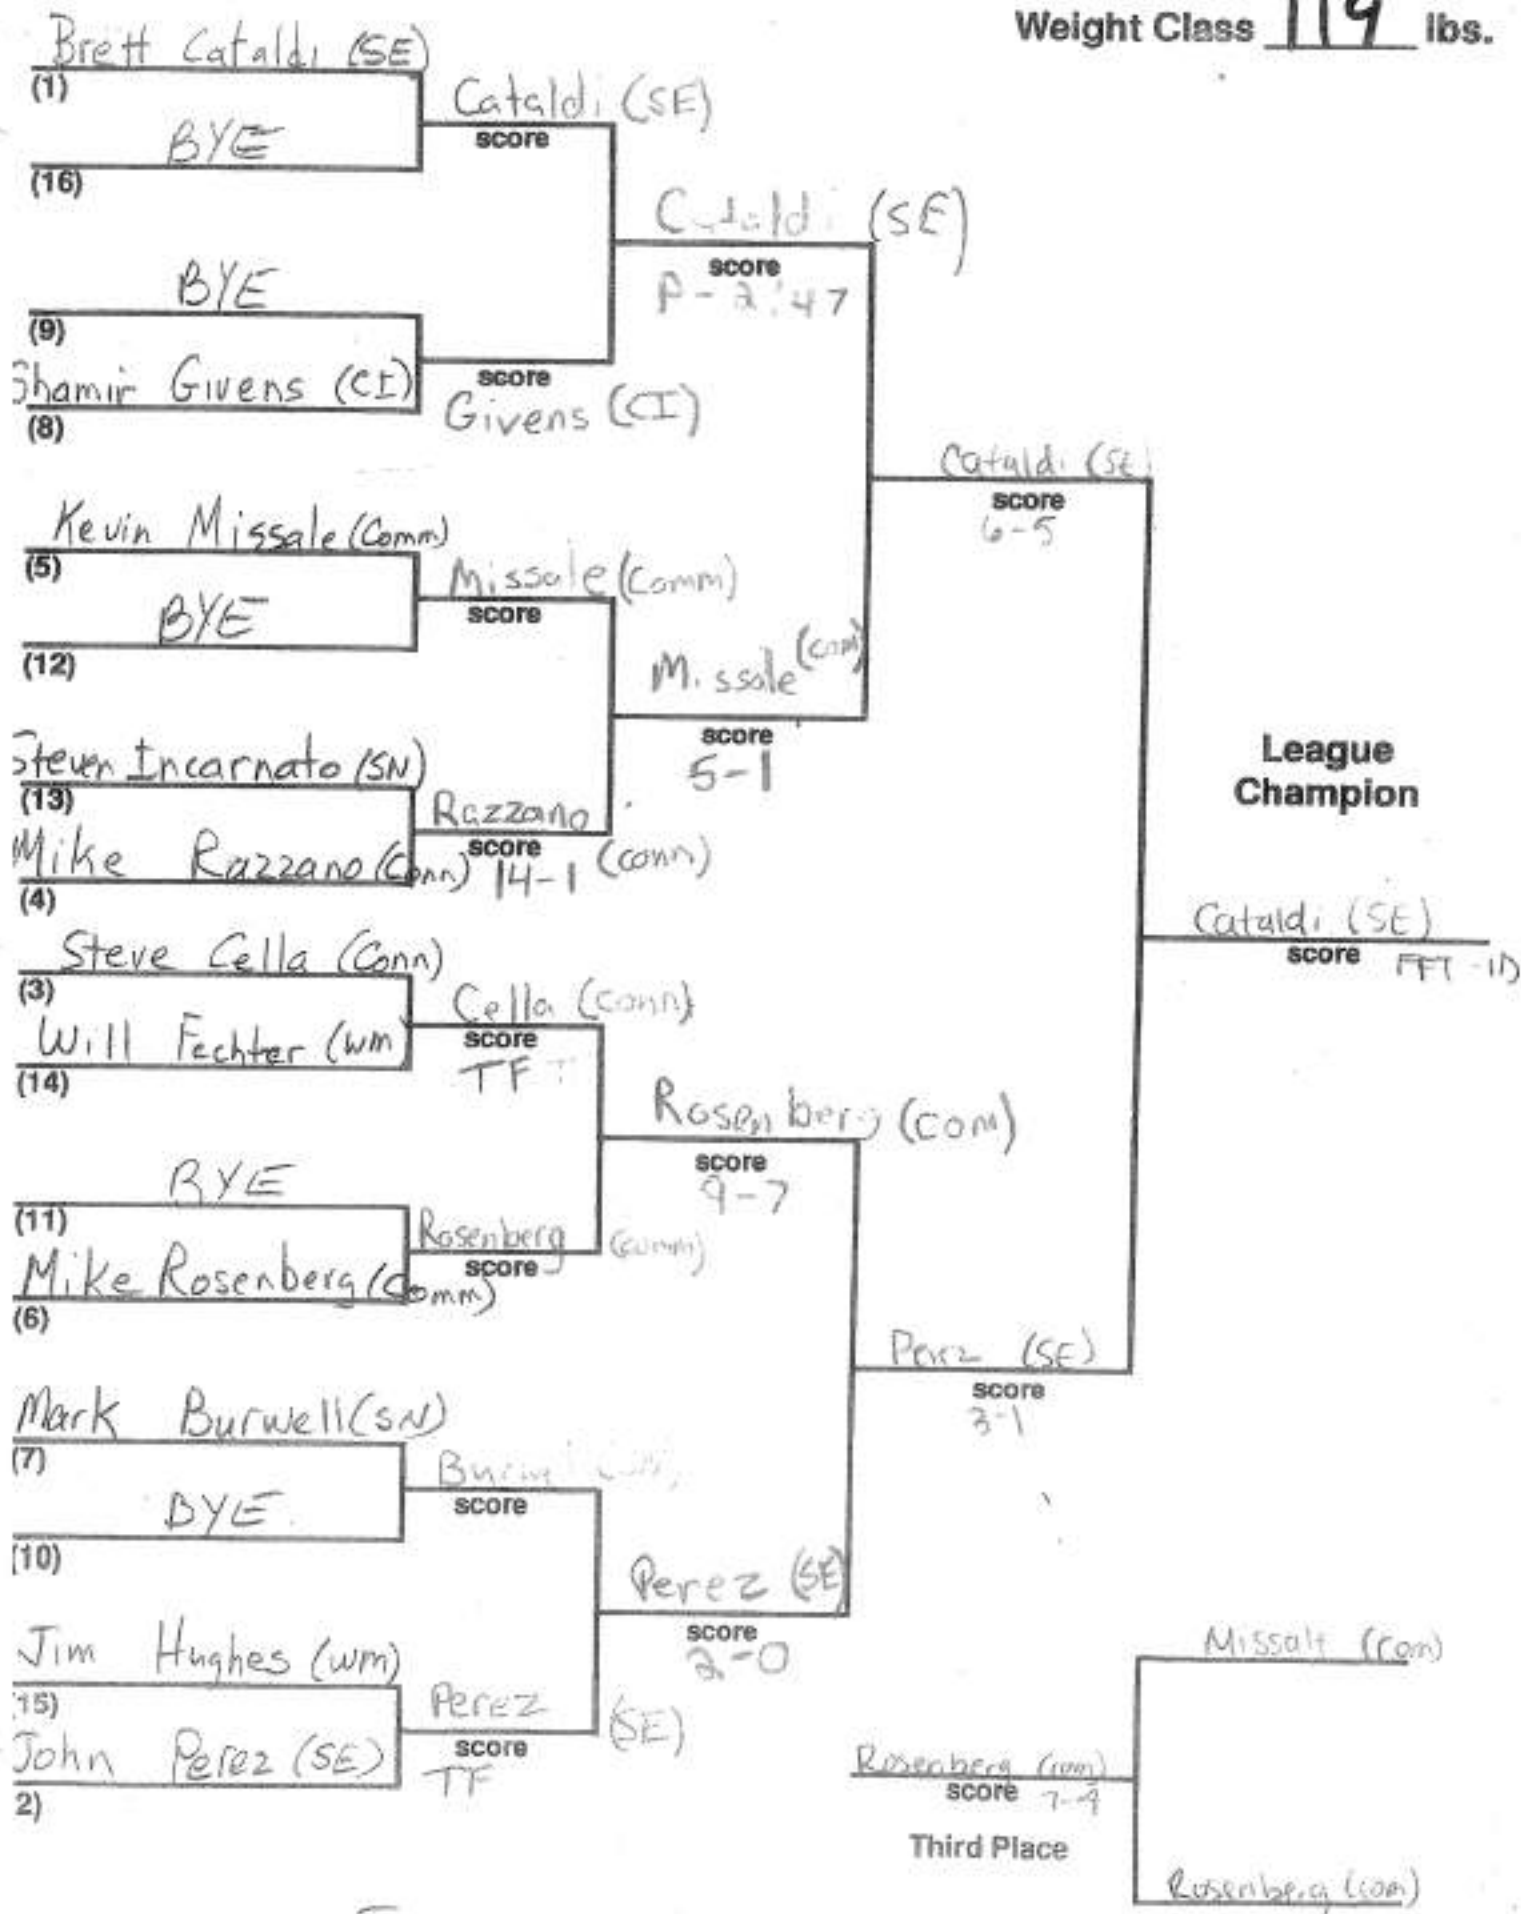 Weight Class 119 lbs.
Brett Cataldi (SE)
(1)
BYE
(16)
Cataldi (SE)
score
BYE
(9)
Shamir Givens (CI)
(8)
score
Givens (CI)
Cataldi (SE)
score
P-2:47
Kevin Missale (Comm)
(5)
BYE
(12)
Missale (Comm)
score
Steven Incarnato (SN)
(13)
Mike Razzano (Conn)
(4)
Razzano
score
14-1 (conn)
Missale (com)
score
5-1
Cataldi (SE)
score
6-5
Steve Cella (Conn)
(3)
Will Fechter (WM)
(14)
Cella (conn)
score
TF
BYE
(11)
Mike Rosenberg (Comm)
(6)
Rosenberg (comm)
score
Rosenberg (com)
score
9-7
Mark Burwell (SN)
(7)
BYE
(10)
score
Jim Hughes (WM)
(15)
John Perez (SE)
2)
Perez (SE)
score
TF
Perez (SE)
score
2-0
Perez (SE)
score
3-1
League
Champion
Cataldi (SE)
score FFT -
Missale (com)
Rosenberg (com)
score
Third Place
Rosenberg (com)